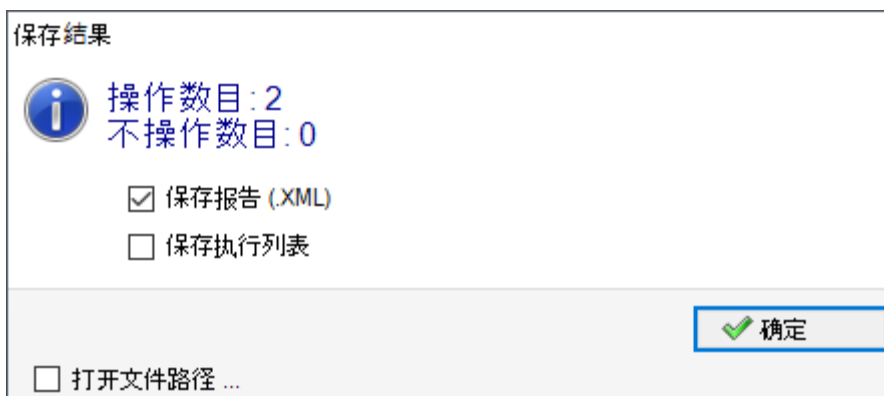 保存结果
操作数目:2
不操作数目:0
保存报告 (.XML)
保存执行列表
确定
打开文件路径 ...